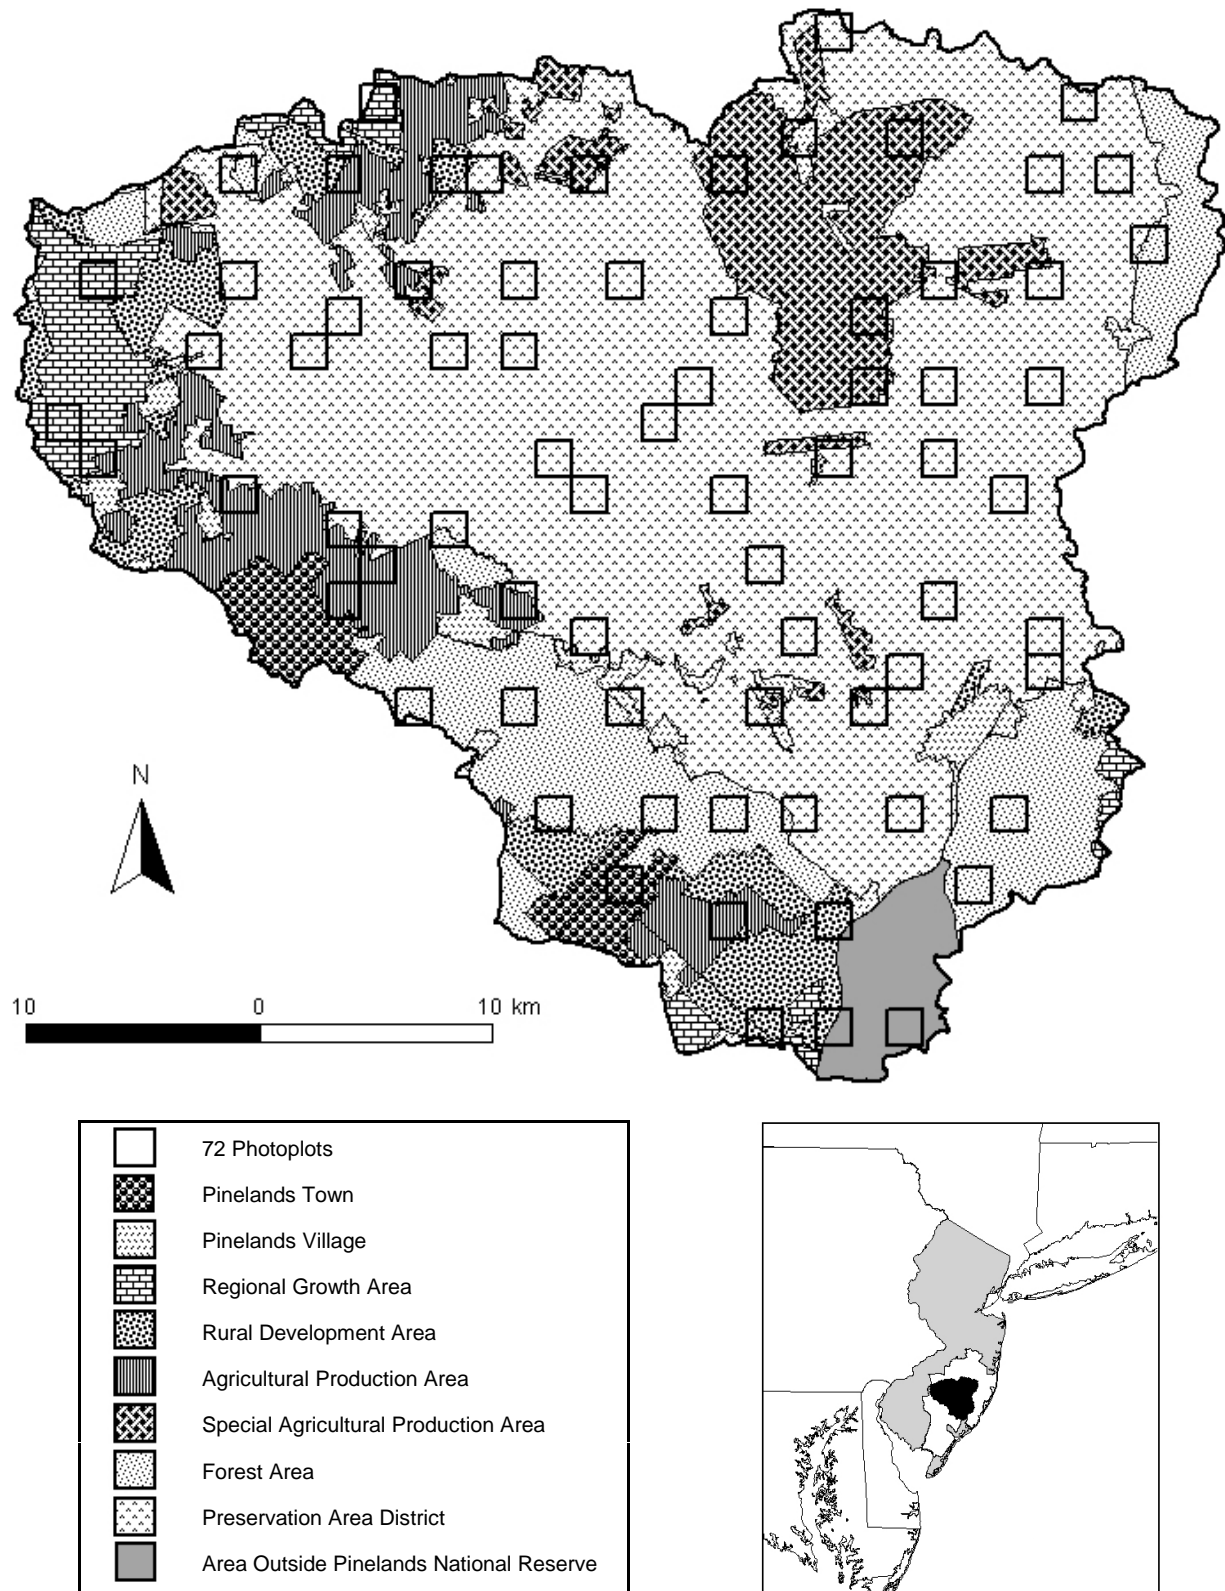 N
10 0 10 km
72 Photoplots
Pinelands Town
Pinelands Village
Regional Growth Area
Rural Development Area
Agricultural Production Area
Special Agricultural Production Area
Forest Area
Preservation Area District
Area Outside Pinelands National Reserve